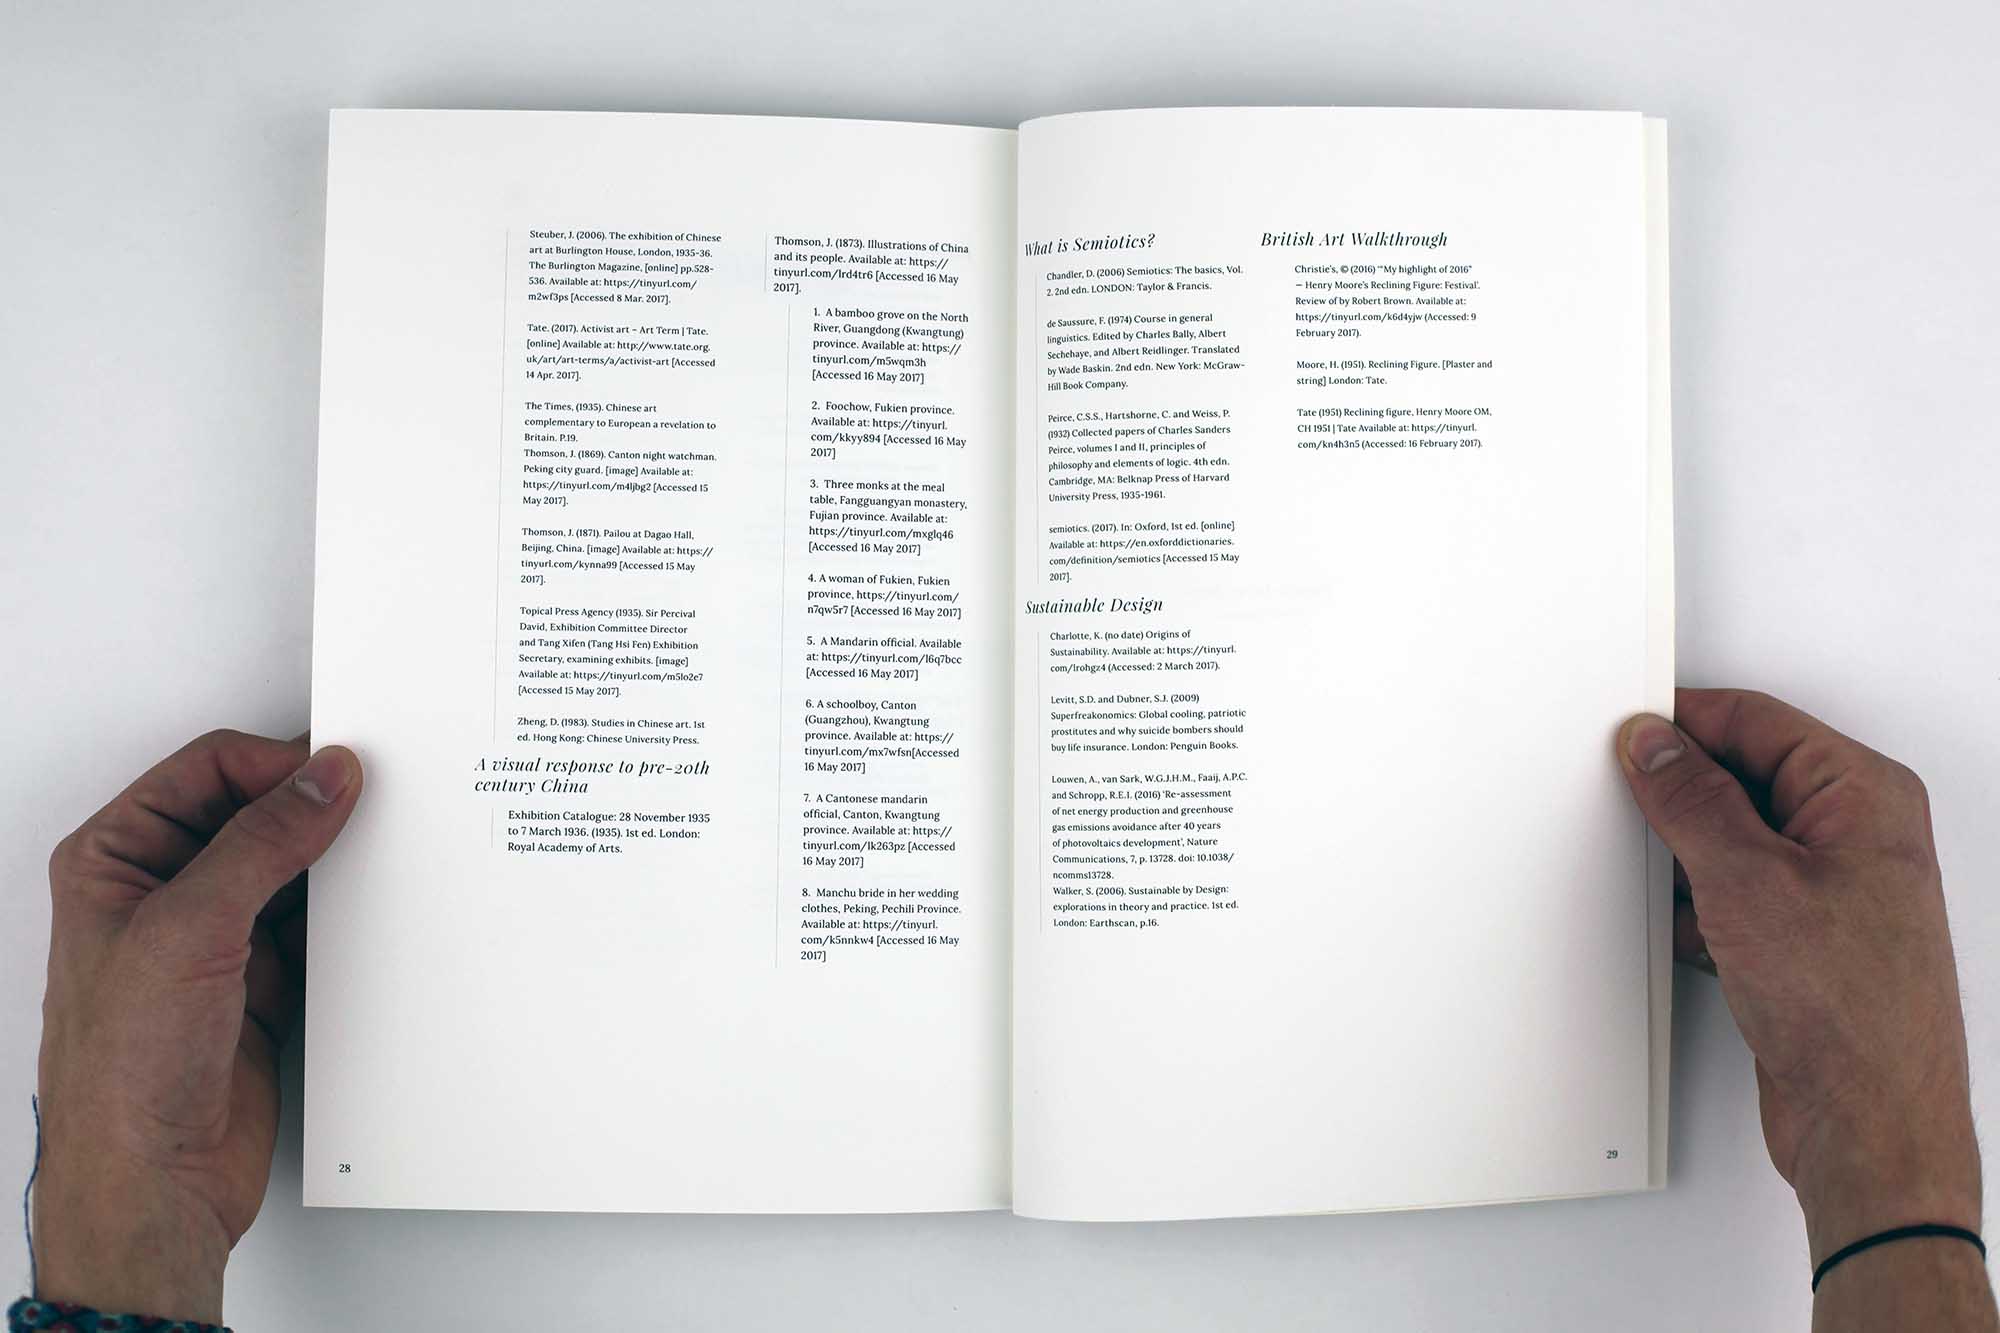 Steuber, J. (2006). The exhibition of Chinese
art at Burlington House, London, 1935-36.
The Burlington Magazine, [online] pp.528-
536. Available at: https://tinyurl.com/
m2wf3ps [Accessed 8 Mar. 2017].
Tate. (2017). Activist art – Art Term | Tate.
[online] Available at: http://www.tate.org.
uk/art/art-terms/a/activist-art [Accessed
14 Apr. 2017].
The Times, (1935). Chinese art
complementary to European a revelation to
Britain. P.19.
Thomson, J. (1869). Canton night watchman.
Peking city guard. [image] Available at:
https://tinyurl.com/m4ljbg2 [Accessed 15
May 2017].
Thomson, J. (1871). Pailou at Dagao Hall,
Beijing, China. [image] Available at: https://
tinyurl.com/kynna99 [Accessed 15 May
2017].
Topical Press Agency (1935). Sir Percival
David, Exhibition Committee Director
and Tang Xifen (Tang Hsi Fen) Exhibition
Secretary, examining exhibits. [image]
Available at: https://tinyurl.com/m5lo2e7
[Accessed 15 May 2017].
Zheng, D. (1983). Studies in Chinese art. 1st
ed. Hong Kong: Chinese University Press.
A visual response to pre-20th
century China
Exhibition Catalogue: 28 November 1935
to 7 March 1936. (1935). 1st ed. London:
Royal Academy of Arts.
Thomson, J. (1873). Illustrations of China
and its people. Available at: https://
tinyurl.com/lrd4tr6 [Accessed 16 May
2017].
1. A bamboo grove on the North
River, Guangdong (Kwangtung)
province. Available at: https://
tinyurl.com/m5wqm3h
[Accessed 16 May 2017]
2. Foochow, Fukien province.
Available at: https://tinyurl.
com/kkyy894 [Accessed 16 May
2017]
3. Three monks at the meal
table, Fangguangyan monastery,
Fujian province. Available at:
https://tinyurl.com/mxglq46
[Accessed 16 May 2017]
4. A woman of Fukien, Fukien
province, https://tinyurl.com/
n7qw5r7 [Accessed 16 May 2017]
5. A Mandarin official. Available
at: https://tinyurl.com/l6q7bcc
[Accessed 16 May 2017]
6. A schoolboy, Canton
(Guangzhou), Kwangtung
province. Available at: https://
tinyurl.com/mx7wfsn[Accessed
16 May 2017]
7. A Cantonese mandarin
official, Canton, Kwangtung
province. Available at: https://
tinyurl.com/lk263pz [Accessed
16 May 2017]
8. Manchu bride in her wedding
clothes, Peking, Pechili Province.
Available at: https://tinyurl.
com/k5nnkw4 [Accessed 16 May
2017]
28
What is Semiotics?
Chandler, D. (2006) Semiotics: The basics, Vol.
2. 2nd edn. LONDON: Taylor & Francis.
de Saussure, F. (1974) Course in general
linguistics. Edited by Charles Bally, Albert
Sechehaye, and Albert Reidlinger. Translated
by Wade Baskin. 2nd edn. New York: McGraw-
Hill Book Company.
Peirce, C.S.S., Hartshorne, C. and Weiss, P.
(1932) Collected papers of Charles Sanders
Peirce, volumes I and II, principles of
philosophy and elements of logic. 4th edn.
Cambridge, MA: Belknap Press of Harvard
University Press, 1935-1961.
semiotics. (2017). In: Oxford, 1st ed. [online]
Available at: https://en.oxforddictionaries.
com/definition/semiotics [Accessed 15 May
2017].
Sustainable Design
Charlotte, K. (no date) Origins of
Sustainability. Available at: https://tinyurl.
com/lrohgz4 (Accessed: 2 March 2017).
Levitt, S.D. and Dubner, S.J. (2009)
Superfreakonomics: Global cooling, patriotic
prostitutes and why suicide bombers should
buy life insurance. London: Penguin Books.
Louwen, A., van Sark, W.G.J.H.M., Faaij, A.P.C.
and Schropp, R.E.I. (2016) 'Re-assessment
of net energy production and greenhouse
gas emissions avoidance after 40 years
of photovoltaics development', Nature
Communications, 7, p. 13728. doi: 10.1038/
ncomms13728.
Walker, S. (2006). Sustainable by Design:
explorations in theory and practice. 1st ed.
London: Earthscan, p.16.
British Art Walkthrough
Christie's, © (2016) '"My highlight of 2016"
— Henry Moore's Reclining Figure: Festival'.
Review of by Robert Brown. Available at:
https://tinyurl.com/k6d4yjw (Accessed: 9
February 2017).
Moore, H. (1951). Reclining Figure. [Plaster and
string] London: Tate.
Tate (1951) Reclining figure, Henry Moore OM,
CH 1951 | Tate Available at: https://tinyurl.
com/kn4h3n5 (Accessed: 16 February 2017).
29